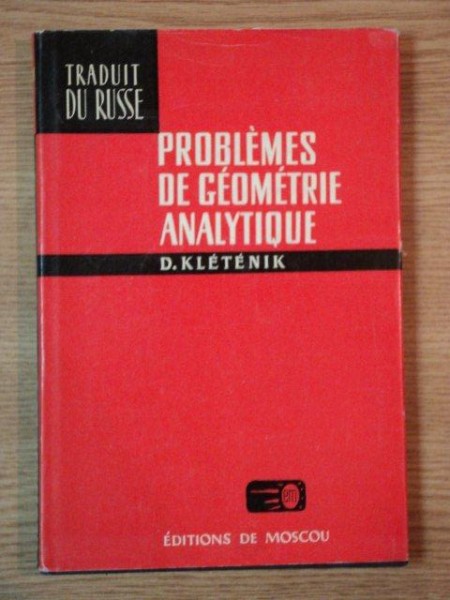 TRADUIT
DU RUSSE
PROBLÈMES
DE GÉOMÉTRIE
ANALYTIQUE
D. KLÉTÉNIK
ÉDITIONS DE MOSCOU